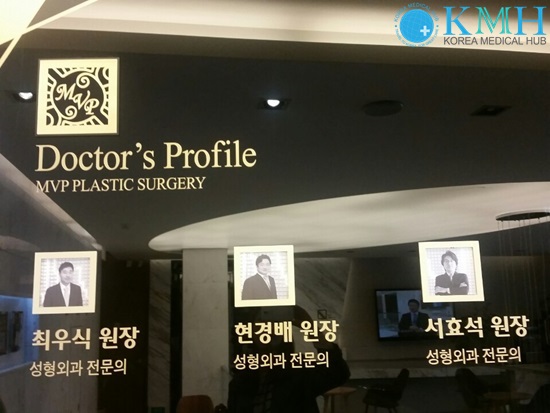 KMH
KOREA MEDICAL HUB
MVP
Doctor's Profile
MVP PLASTIC SURGERY
최우식 원장
성형외과 전문의
현경배 원장
성형외과 전문의
서효석 원장
성형외과 전문의